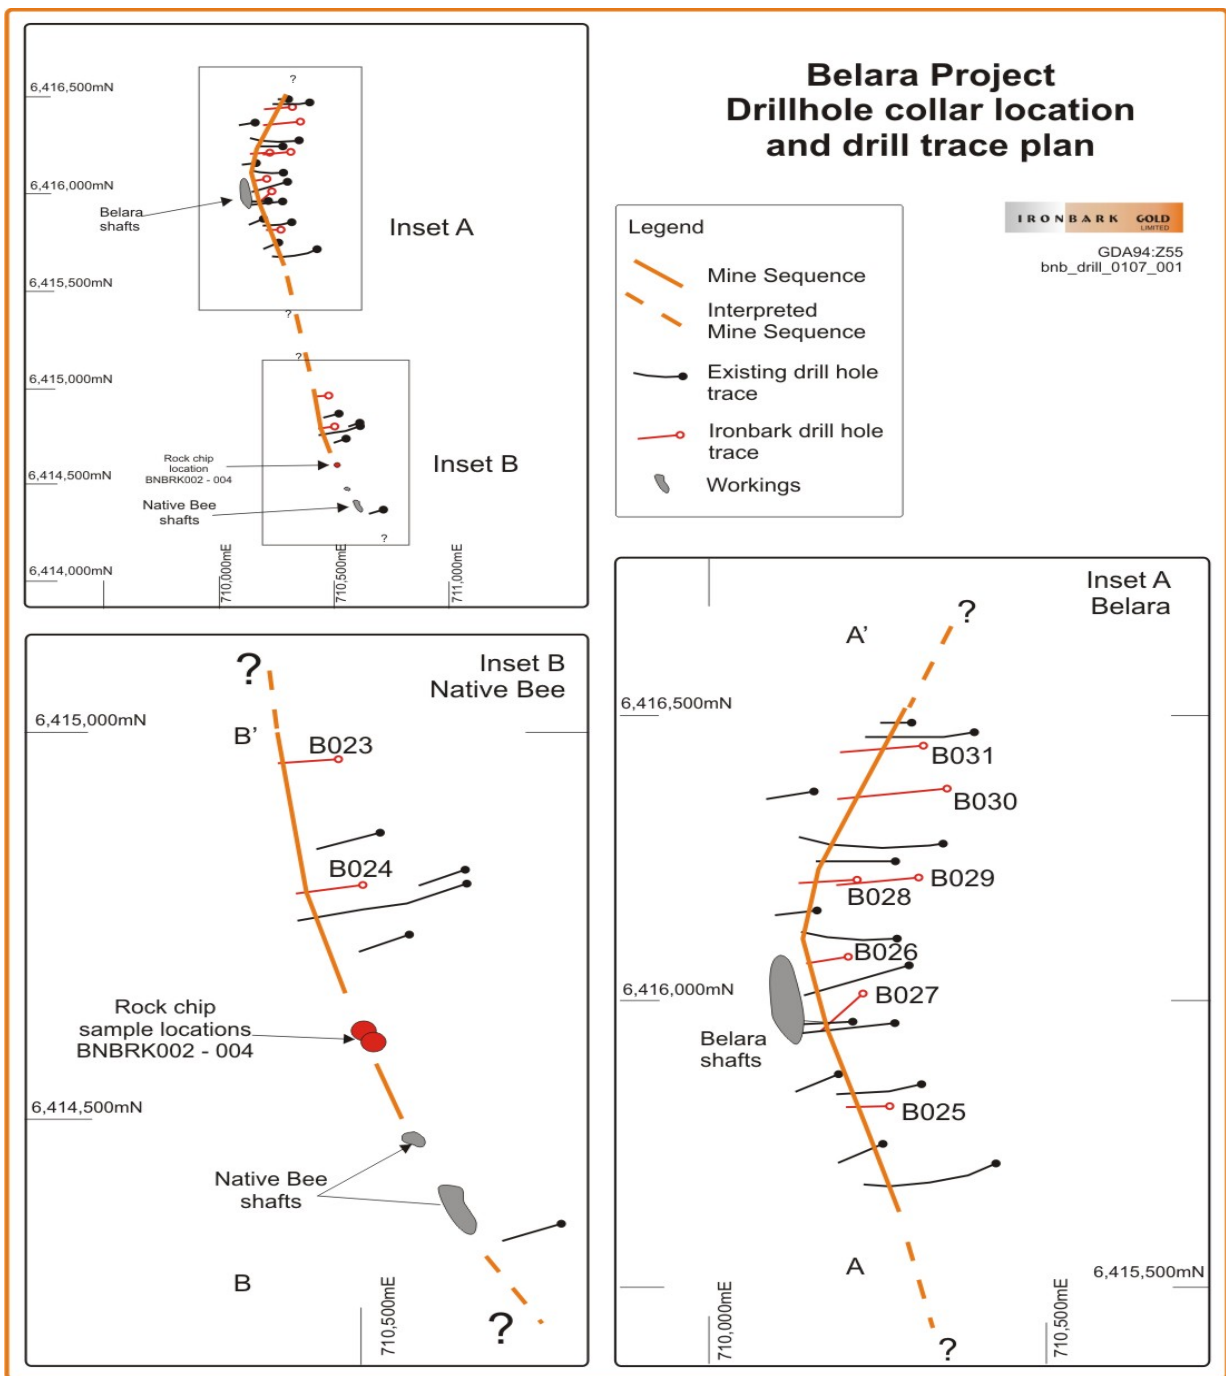 Belara Project
Drillhole collar location
and drill trace plan
IRONBARK GOLD
LIMITED
GDA94:Z55
bnb_drill_0107_001
6,416,500mN
6,416,000mN
6,415,500mN
6,415,000mN
6,414,500mN
6,414,000mN
?
Belara
shafts
Inset A
?
?
Inset B
Rock chip
location
BNBRK002 - 004
Native Bee
shafts
?
710,000mE
710,500mE
711,000mE
Legend
Mine Sequence
Interpreted
Mine Sequence
Existing drill hole
trace
Ironbark drill hole
trace
Workings
Inset B
Native Bee
?
6,415,000mN
B’
B023
B024
Rock chip
sample locations
BNBRK002 - 004
6,414,500mN
Native Bee
shafts
B
710,500mE
?
Inset A
Belara
?
A’
6,416,500mN
B031
B030
B029
B028
B026
6,416,000mN
B027
Belara
shafts
B025
A
6,415,500mN
710,000mE
710,500mE
?